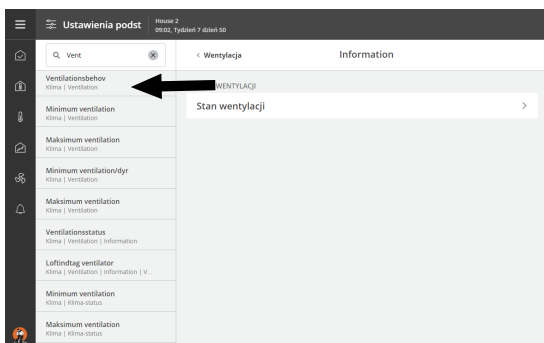 Ustawienia podst
House 2
09:02, Tydzień 7 dzień 50
Vent
Ventilationsbehov
Klima | Ventilation
Minimum ventilation
Klima | Ventilation
Maksimum ventilation
Klima | Ventilation
Minimum ventilation/dyr
Klima | Ventilation
Maksimum ventilation
Klima | Ventilation
Ventilationsstatus
Klima | Ventilation | Information
Loftindtag ventilator
Klima | Ventilation | Information | V...
Minimum ventilation
Klima | Klima-status
Maksimum ventilation
Klima | Klima-status
< Wentylacja
Information
WENTYLACJI
Stan wentylacji